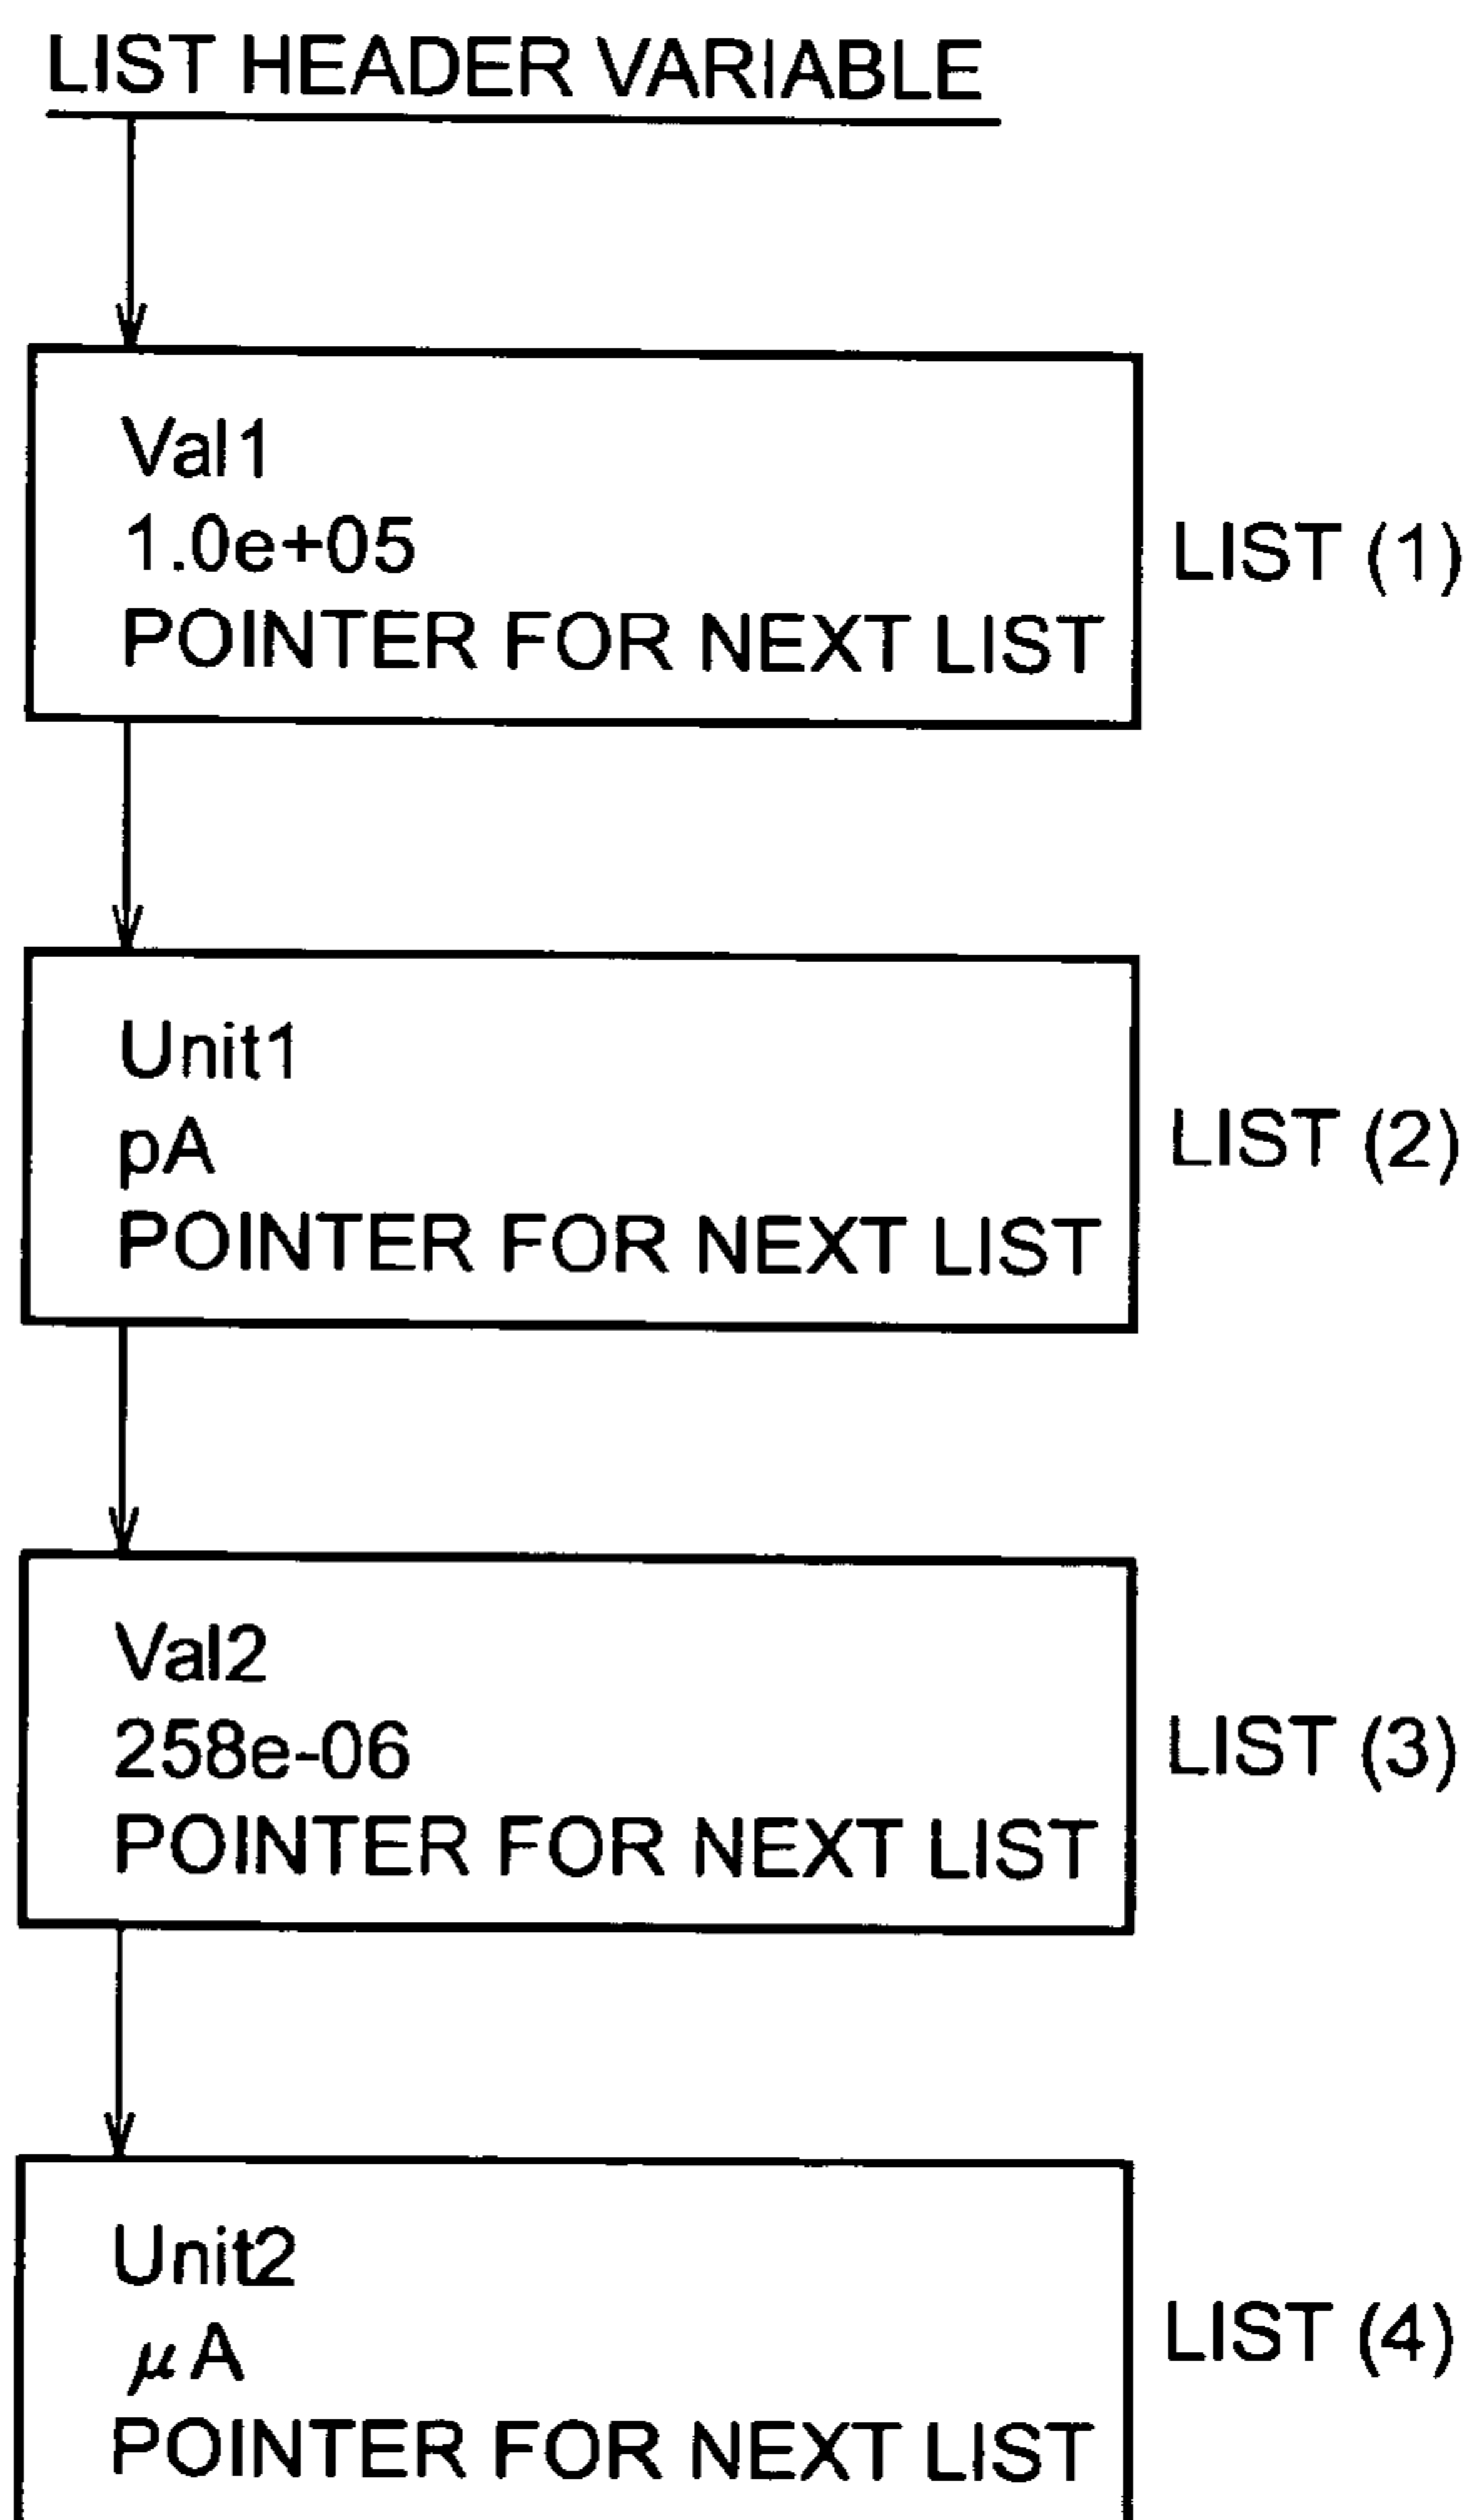 LIST HEADER VARIABLE
Val1
1.0e+05
POINTER FOR NEXT LIST
LIST (1)
Unit1
pA
POINTER FOR NEXT LIST
LIST (2)
Val2
258e-06
POINTER FOR NEXT LIST
LIST (3)
Unit2
μA
POINTER FOR NEXT LIST
LIST (4)